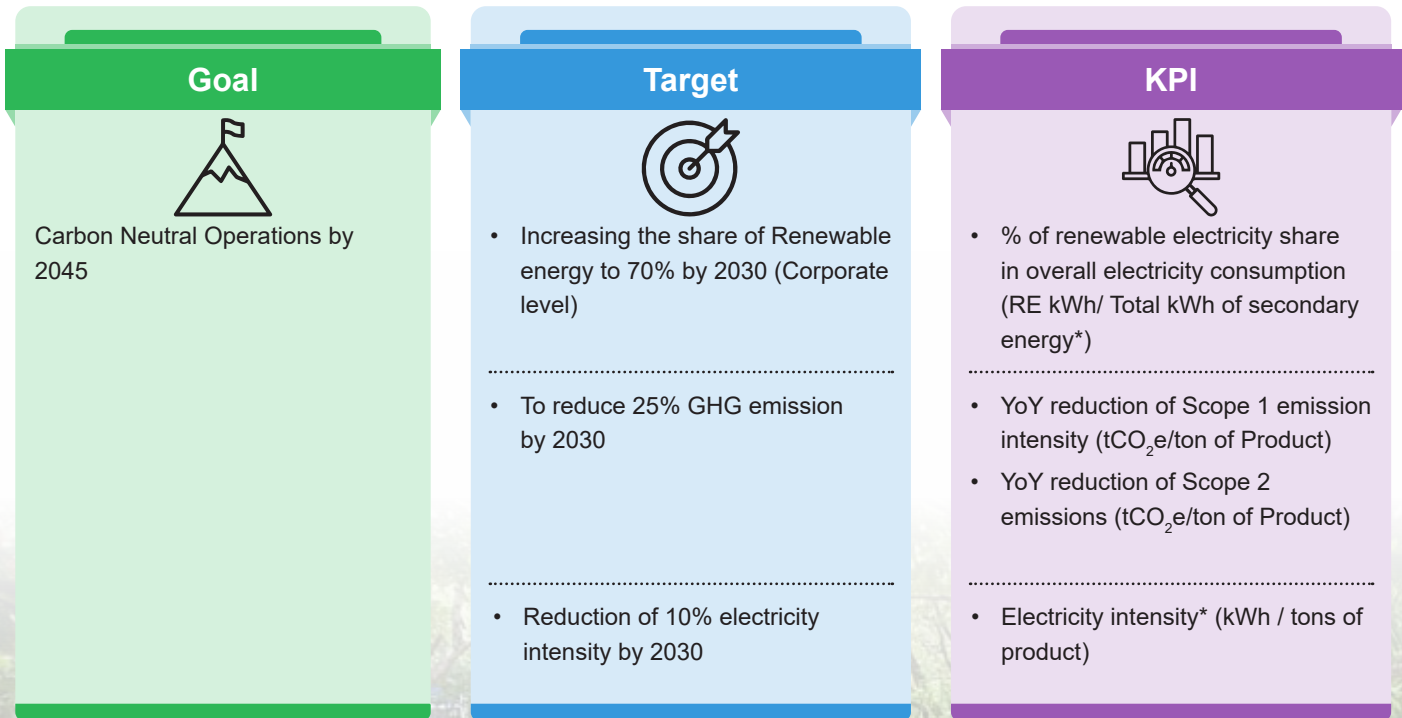 Goal
Carbon Neutral Operations by
2045
Target
• Increasing the share of Renewable
energy to 70% by 2030 (Corporate
level)
• To reduce 25% GHG emission
by 2030
• Reduction of 10% electricity
intensity by 2030
KPI
• % of renewable electricity share
in overall electricity consumption
(RE kWh/ Total kWh of secondary
energy*)
• YoY reduction of Scope 1 emission
intensity (tCO₂e/ton of Product)
• YoY reduction of Scope 2
emissions (tCO₂e/ton of Product)
• Electricity intensity* (kWh / tons of
product)